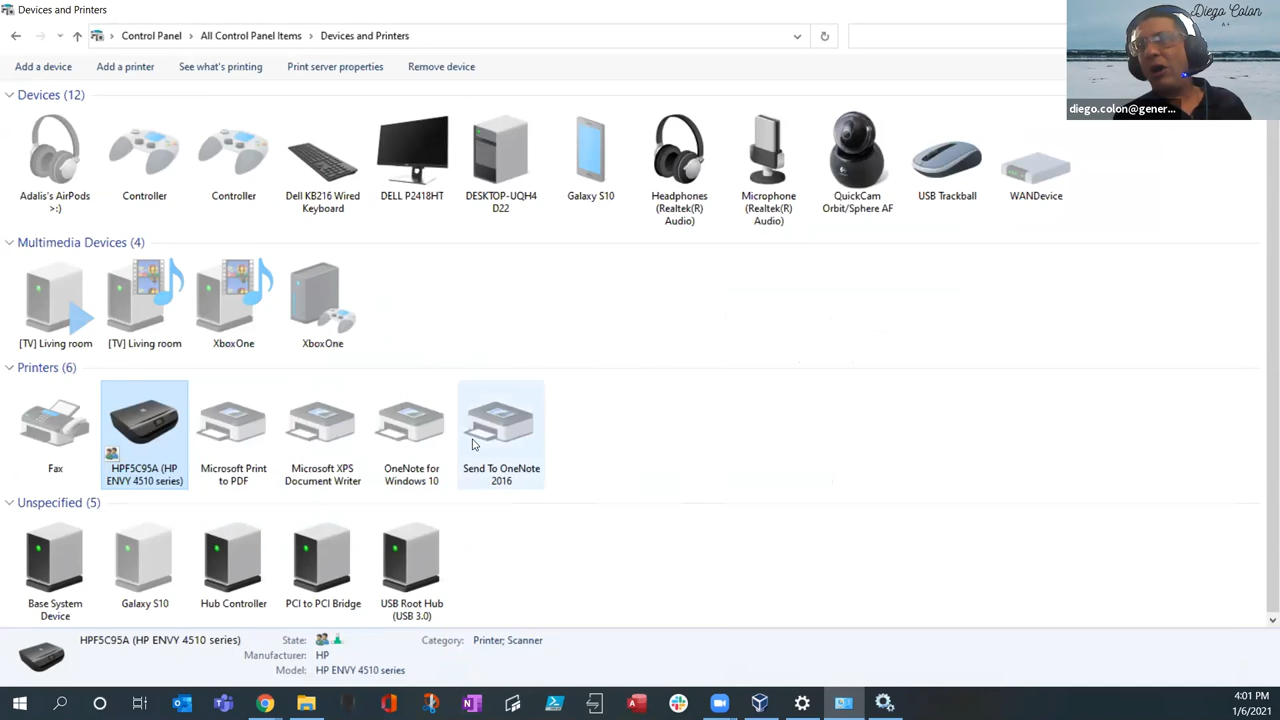 Devices and Printers
Diego Colon
A+
Control Panel > All Control Panel Items > Devices and Printers
Add a device Add a printer See what's printing Print server properties Remove device
diego.colon@gener...
Devices (12)
Adalis's AirPods >:)
Controller
Controller
Dell KB216 Wired Keyboard
DELL P2418HT
DESKTOP-UQH4D22
Galaxy S10
Headphones (Realtek(R) Audio)
Microphone (Realtek(R) Audio)
QuickCam Orbit/Sphere AF
USB Trackball
WANDevice
Multimedia Devices (4)
[TV] Living room
[TV] Living room
XboxOne
XboxOne
Printers (6)
Fax
HPF5C95A (HP ENVY 4510 series)
Microsoft Print to PDF
Microsoft XPS Document Writer
OneNote for Windows 10
Send To OneNote 2016
Unspecified (5)
Base System Device
Galaxy S10
Hub Controller
PCI to PCI Bridge
USB Root Hub (USB 3.0)
HPF5C95A (HP ENVY 4510 series) State: Category: Printer; Scanner
Manufacturer: HP
Model: HP ENVY 4510 series
4:01 PM
1/6/2021